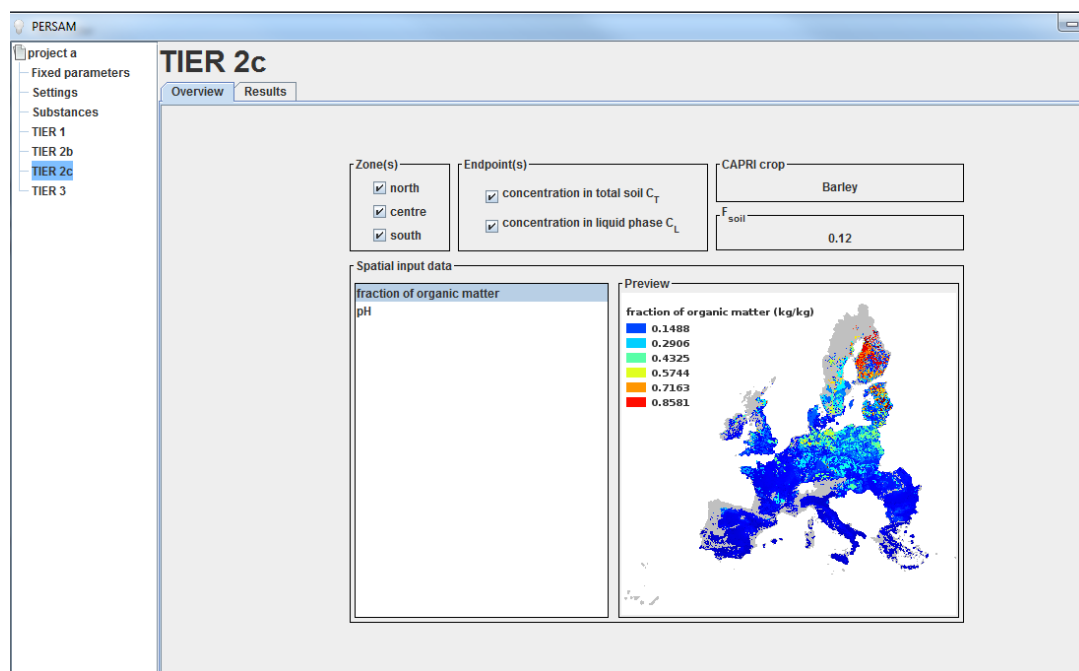 PERSAM
project a
Fixed parameters
Settings
Substances
TIER 1
TIER 2b
TIER 2c
TIER 3
TIER 2c
Overview
Results
Zone(s)
north
centre
south
Endpoint(s)
concentration in total soil C_T
concentration in liquid phase C_L
CAPRI crop
Barley
F_soil
0.12
Spatial input data
fraction of organic matter
pH
Preview
fraction of organic matter (kg/kg)
0.1488
0.2906
0.4325
0.5744
0.7163
0.8581